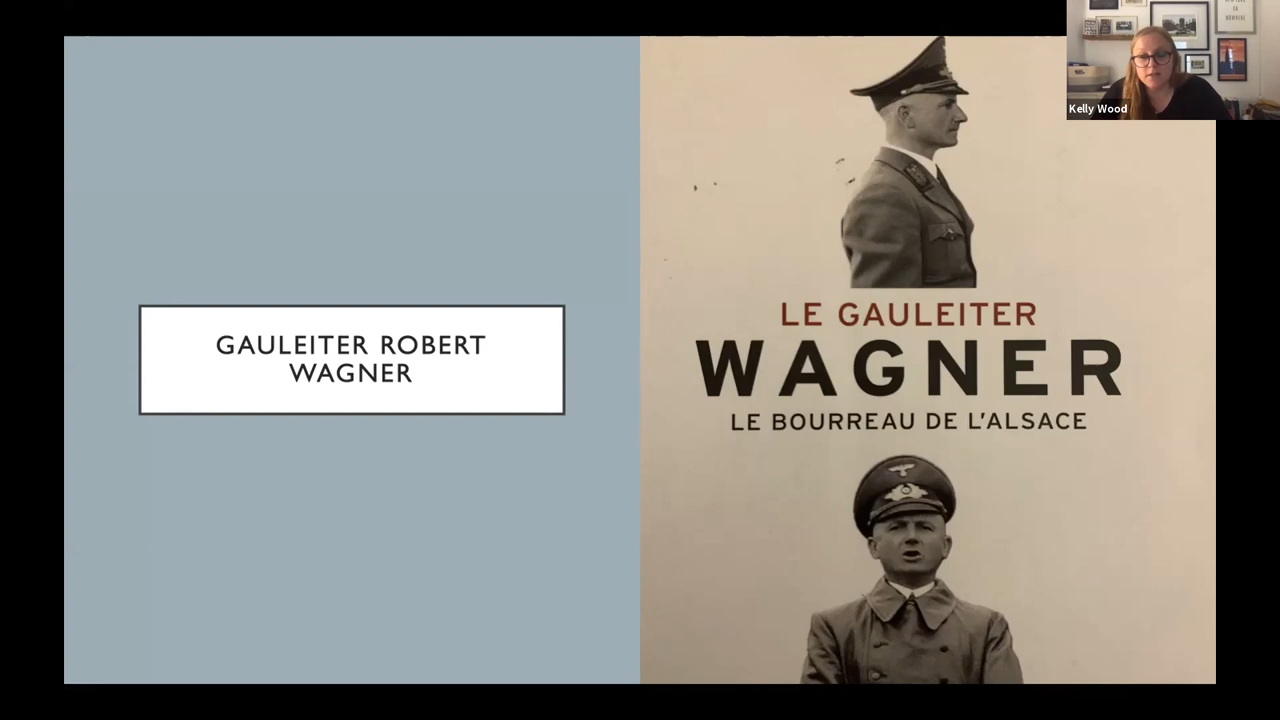 GAULEITER ROBERT
WAGNER
LE GAULEITER
WAGNER
LE BOURREAU DE L'ALSACE
Kelly Wood